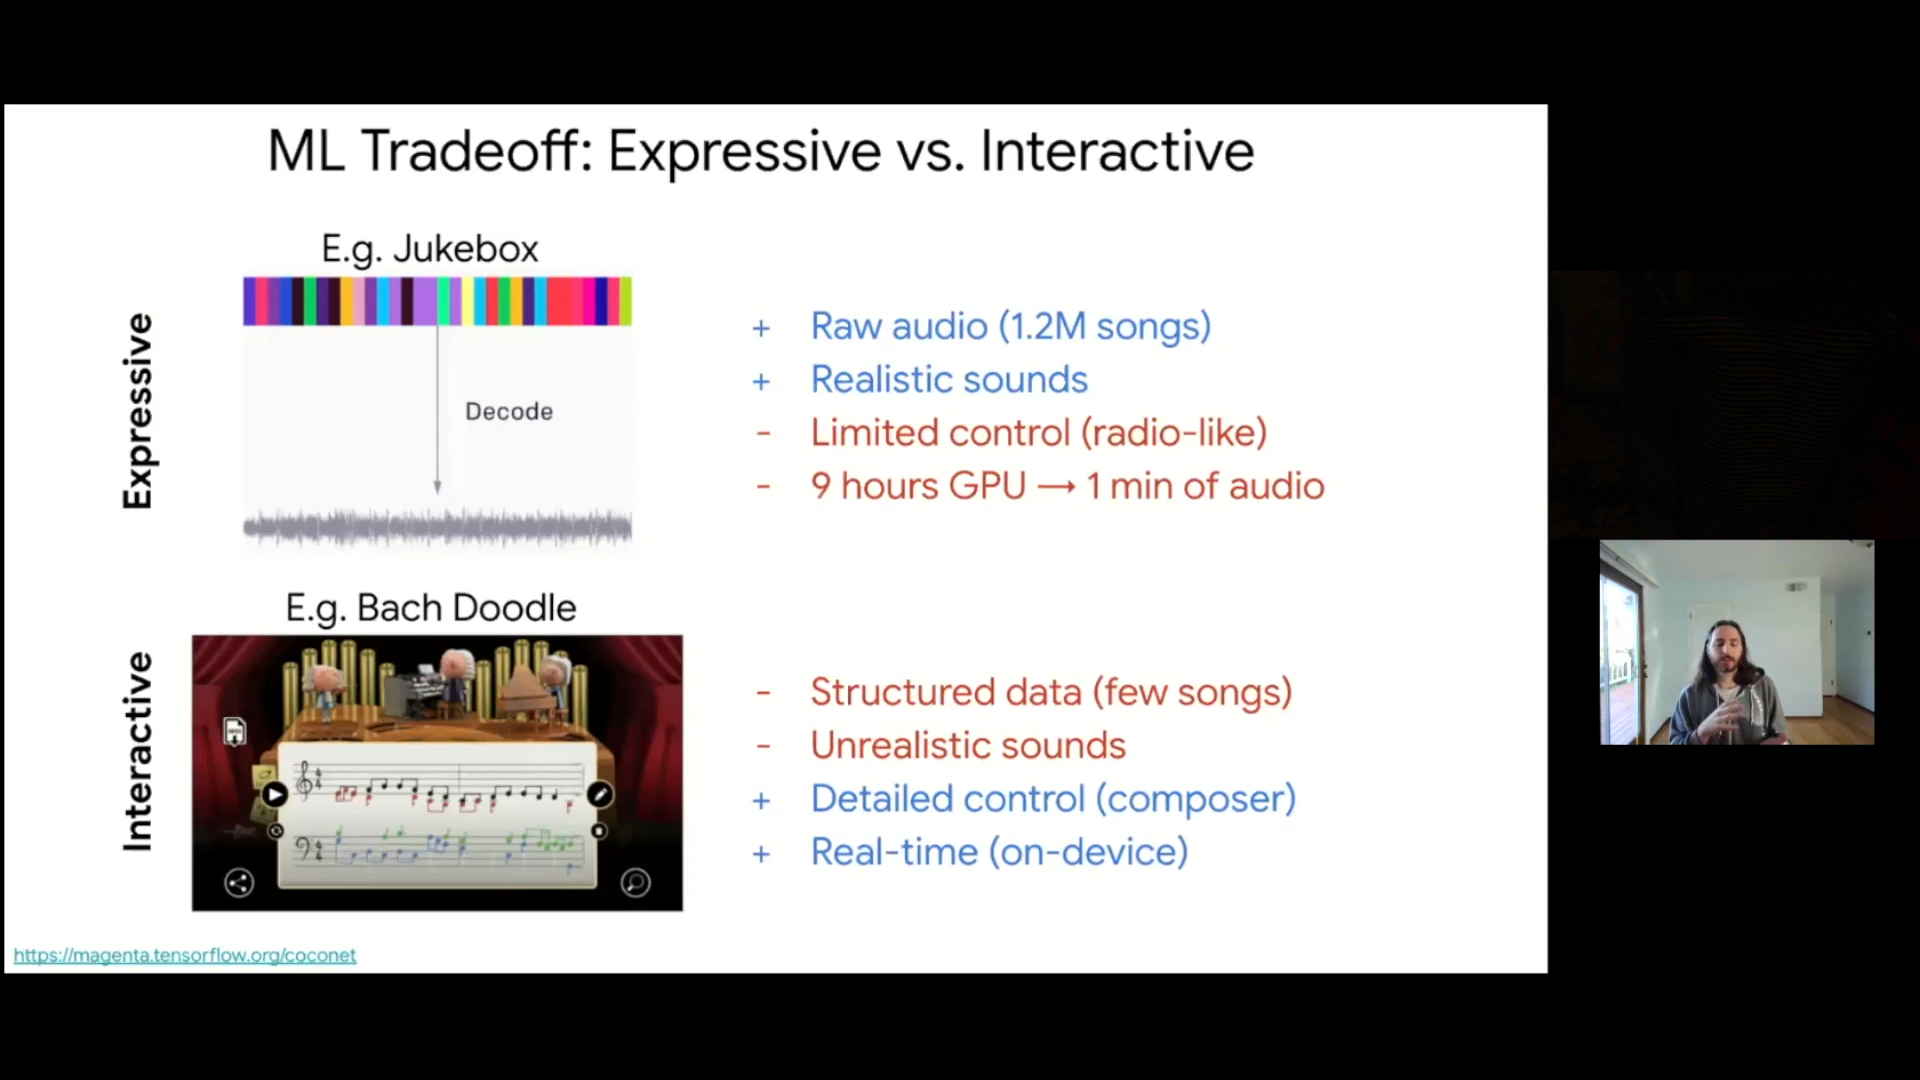 ML Tradeoff: Expressive vs. Interactive
Expressive
E.g. Jukebox
Decode
+ Raw audio (1.2M songs)
+ Realistic sounds
- Limited control (radio-like)
- 9 hours GPU → 1 min of audio
Interactive
E.g. Bach Doodle
- Structured data (few songs)
- Unrealistic sounds
+ Detailed control (composer)
+ Real-time (on-device)
https://magenta.tensorflow.org/coconet